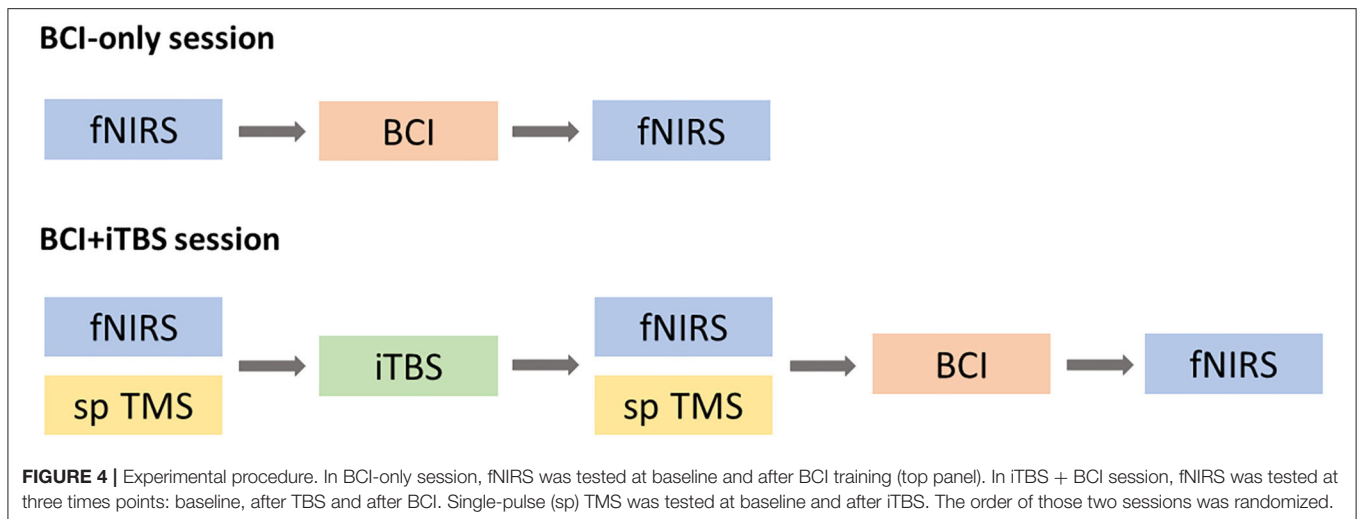 BCI-only session
fNIRS
BCI
fNIRS
BCI+iTBS session
fNIRS
sp TMS
iTBS
fNIRS
sp TMS
BCI
fNIRS
FIGURE 4 | Experimental procedure. In BCI-only session, fNIRS was tested at baseline and after BCI training (top panel). In iTBS + BCI session, fNIRS was tested at
three times points: baseline, after TBS and after BCI. Single-pulse (sp) TMS was tested at baseline and after iTBS. The order of those two sessions was randomized.